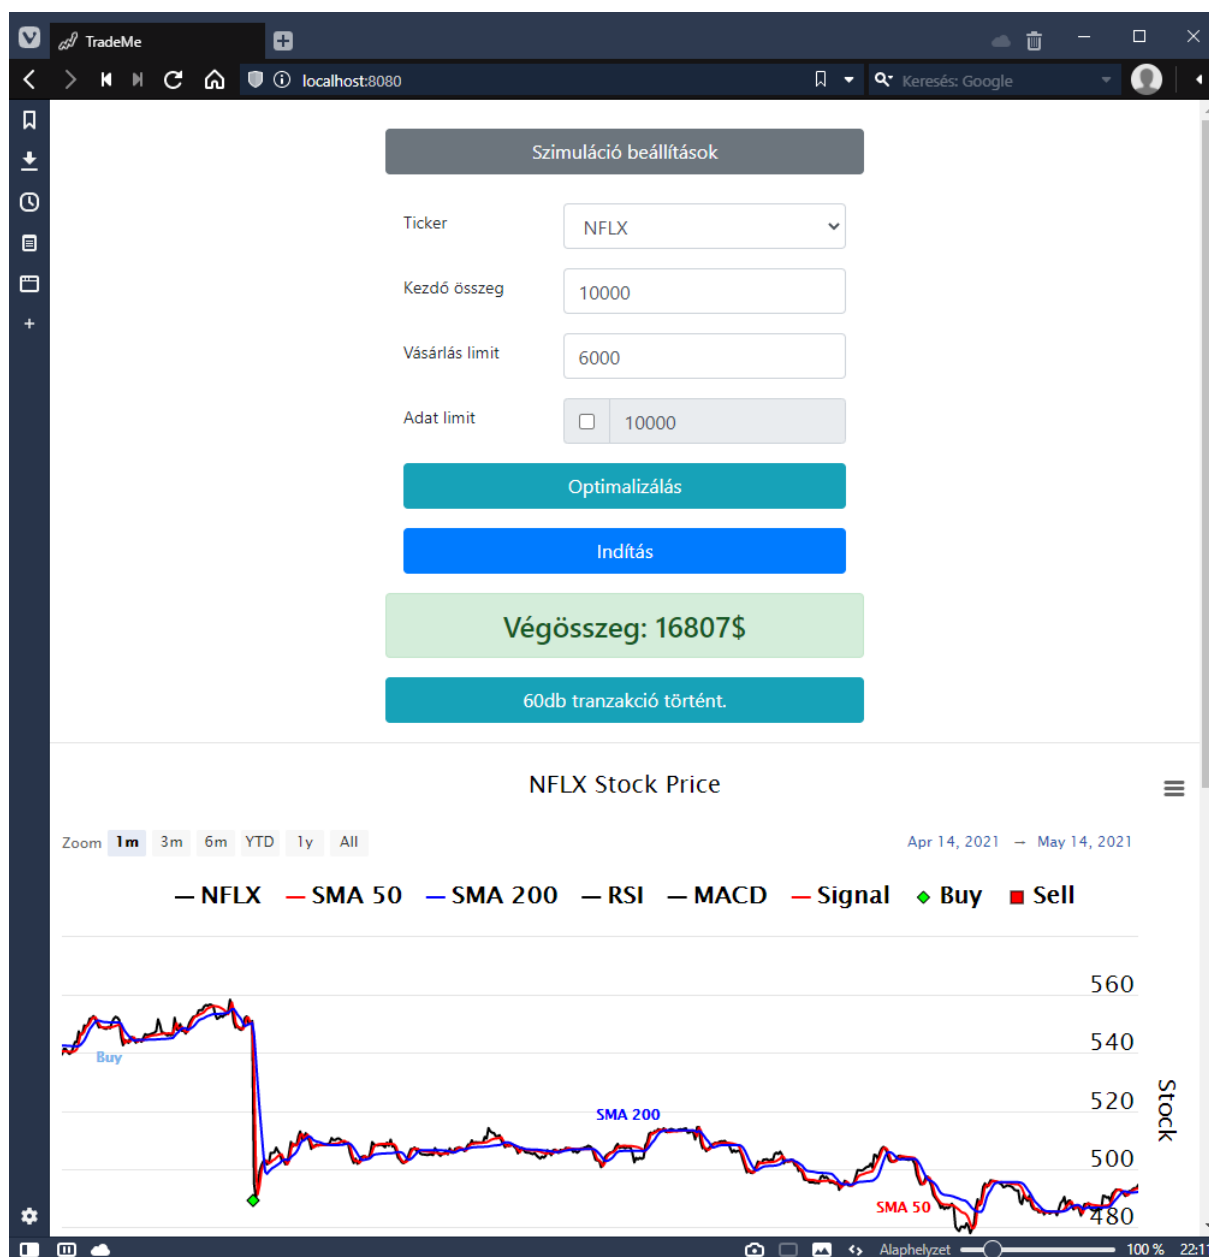 TradeMe
localhost:8080
Keresés: Google
Szimuláció beállítások
Ticker
NFLX
Kezdő összeg
10000
Vásárlás limit
6000
Adat limit
10000
Optimalizálás
Indítás
Végösszeg: 16807$
60db tranzakció történt.
NFLX Stock Price
Zoom 1m 3m 6m YTD 1y All
Apr 14, 2021 → May 14, 2021
NFLX SMA 50 SMA 200 RSI MACD Signal Buy Sell
560
540
Buy
520
SMA 200
Stock
500
SMA 50
480
Alaphelyzet
100 %
22:11